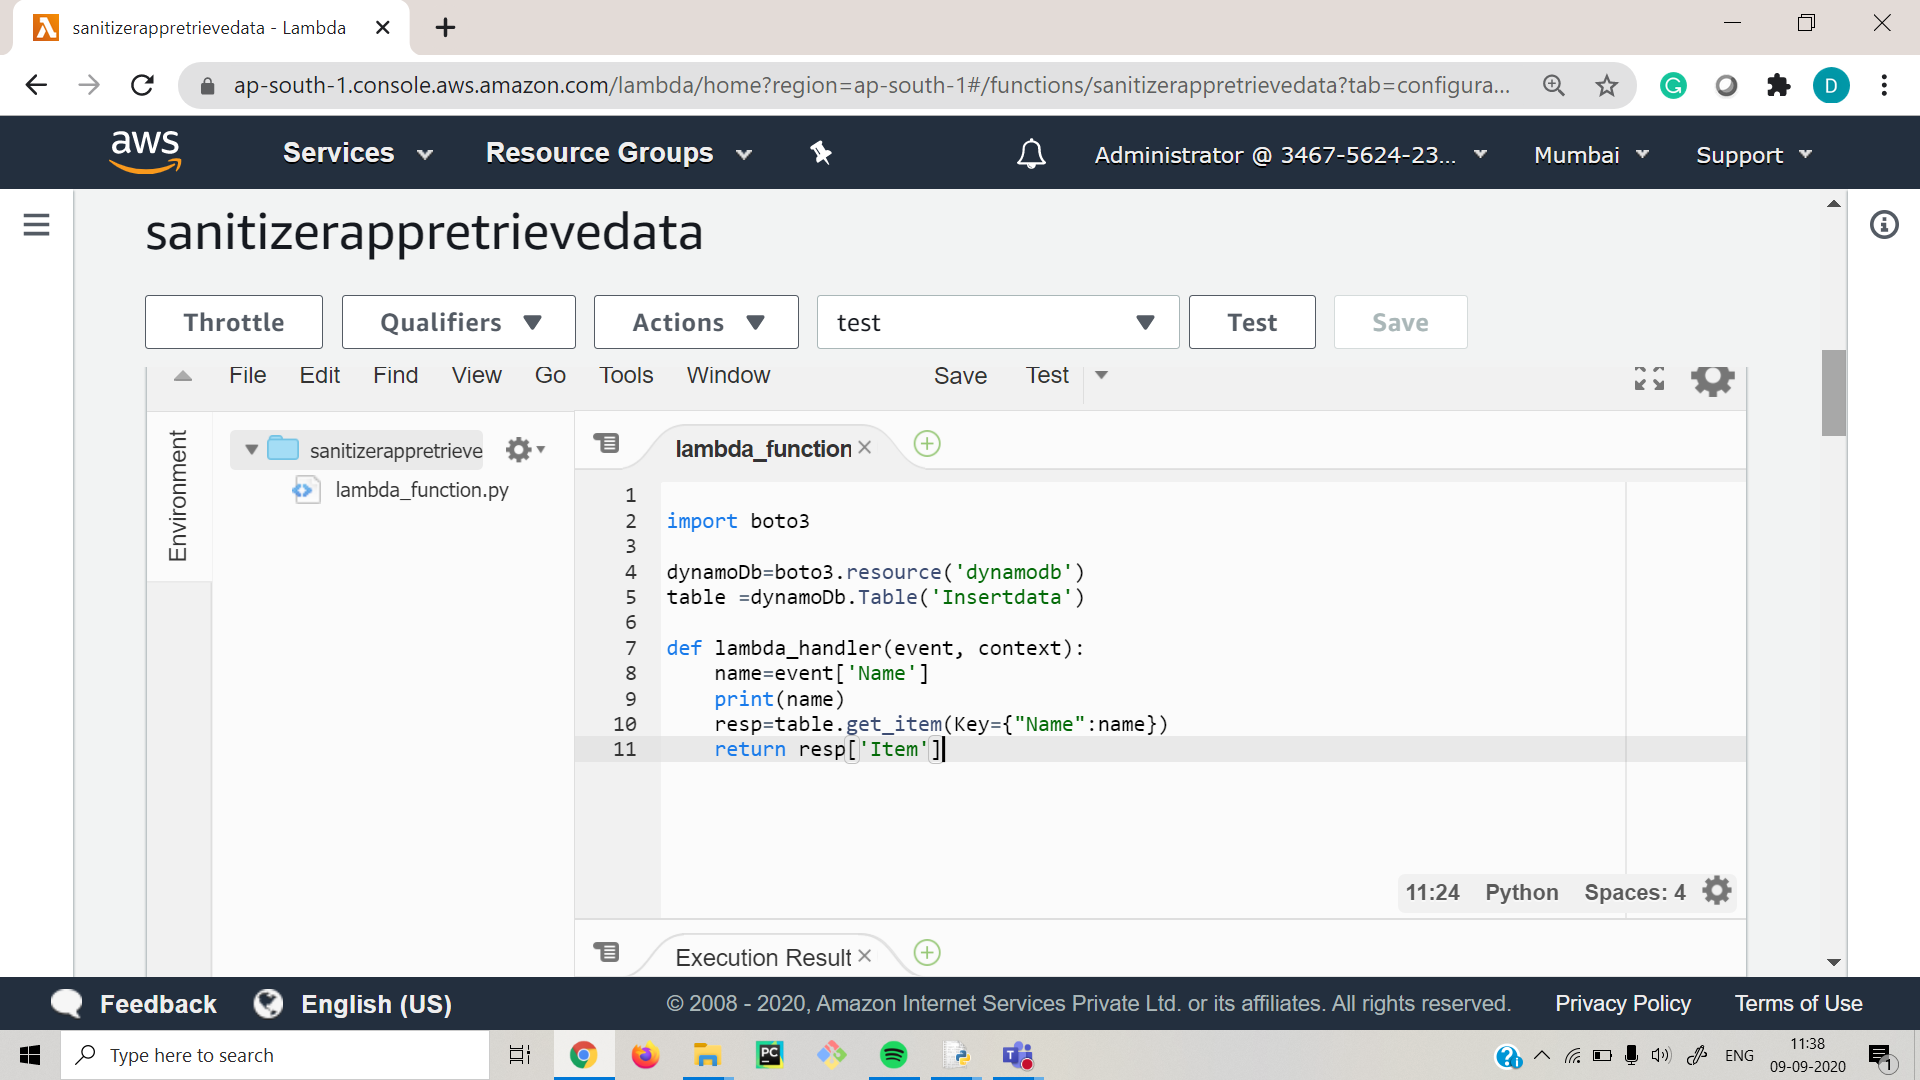 sanitizerappretrievedata - Lambda
ap-south-1.console.aws.amazon.com/lambda/home?region=ap-south-1#/functions/sanitizerappretrievedata?tab=configura...
D
aws
Services
Resource Groups
Administrator @ 3467-5624-23...
Mumbai
Support
sanitizerappretrievedata
Throttle
Qualifiers
Actions
test
Test
Save
File Edit Find View Go Tools Window Save Test
Environment
sanitizerappretrieve
lambda_function.py
lambda_function
1
2 import boto3
3
4 dynamoDb=boto3.resource('dynamodb')
5 table =dynamoDb.Table('Insertdata')
6
7 def lambda_handler(event, context):
8 name=event['Name']
9 print(name)
10 resp=table.get_item(Key={"Name":name})
11 return resp['Item']
11:24 Python Spaces: 4
Execution Result
Feedback
English (US)
© 2008 - 2020, Amazon Internet Services Private Ltd. or its affiliates. All rights reserved.
Privacy Policy
Terms of Use
Type here to search
PC
ENG
11:38
09-09-2020
1